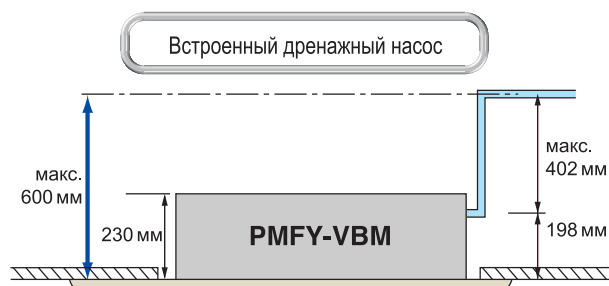 Встроенный дренажный насос
макс.
600 мм
230 мм
PMFY-VBM
макс.
402 мм
198 мм